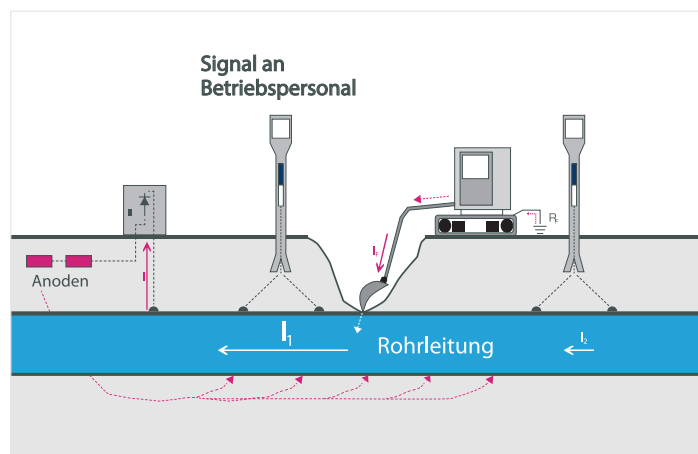 Signal an
Betriebspersonal
Anoden
I
I₁
Rohrleitung
I₂